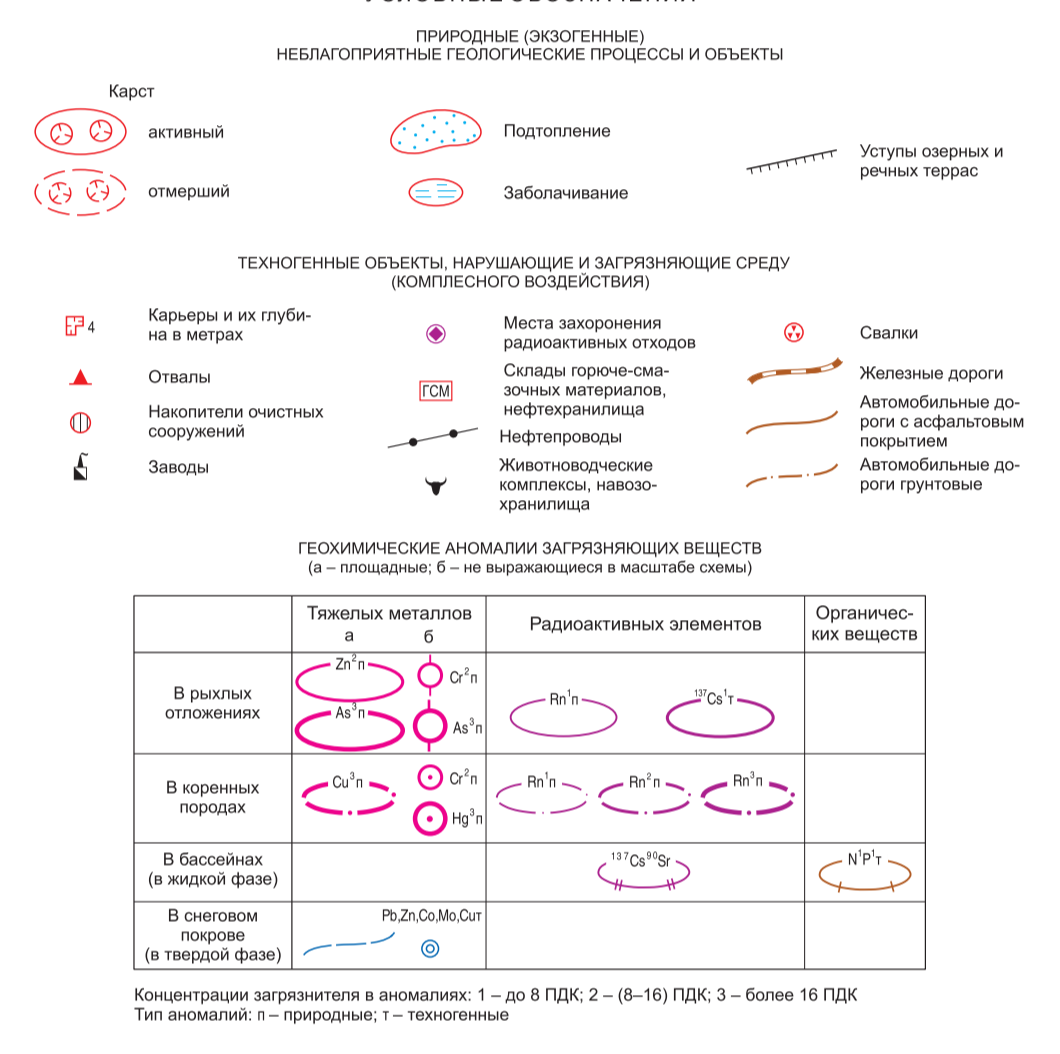 УСЛОВНЫЕ ОБОЗНАЧЕНИЯ
ПРИРОДНЫЕ (ЭКЗОГЕННЫЕ)
НЕБЛАГОПРИЯТНЫЕ ГЕОЛОГИЧЕСКИЕ ПРОЦЕССЫ И ОБЪЕКТЫ
Карст
активный
отмерший
Подтопление
Заболачивание
Уступы озерных и
речных террас
ТЕХНОГЕННЫЕ ОБЪЕКТЫ, НАРУШАЮЩИЕ И ЗАГРЯЗНЯЮЩИЕ СРЕДУ
(КОМПЛЕСНОГО ВОЗДЕЙСТВИЯ)
4
Карьеры и их глуби-
на в метрах
Отвалы
Накопители очистных
сооружений
Заводы
Места захоронения
радиоактивных отходов
ГСМ
Склады горюче-сма-
зочных материалов,
нефтехранилища
Нефтепроводы
Животноводческие
комплексы, навозо-
хранилища
Свалки
Железные дороги
Автомобильные до-
роги с асфальтовым
покрытием
Автомобильные до-
роги грунтовые
ГЕОХИМИЧЕСКИЕ АНОМАЛИИ ЗАГРЯЗНЯЮЩИХ ВЕЩЕСТВ
(а – площадные; б – не выражающиеся в масштабе схемы)
Тяжелых металлов
а б
Радиоактивных элементов
Органичес-
ких веществ
В рыхлых
отложениях
Zn²п
Cr²п
As³п
As³п
Rn¹п
¹³⁷Cs¹т
В коренных
породах
Cu³п
Cr²п
Hg³п
Rn¹п
Rn²п
Rn³п
В бассейнах
(в жидкой фазе)
¹³⁷Cs⁹⁰Sr
N¹P¹т
В снеговом
покрове
(в твердой фазе)
Pb,Zn,Co,Mo,Cuт
Концентрации загрязнителя в аномалиях: 1 – до 8 ПДК; 2 – (8–16) ПДК; 3 – более 16 ПДК
Тип аномалий: п – природные; т – техногенные